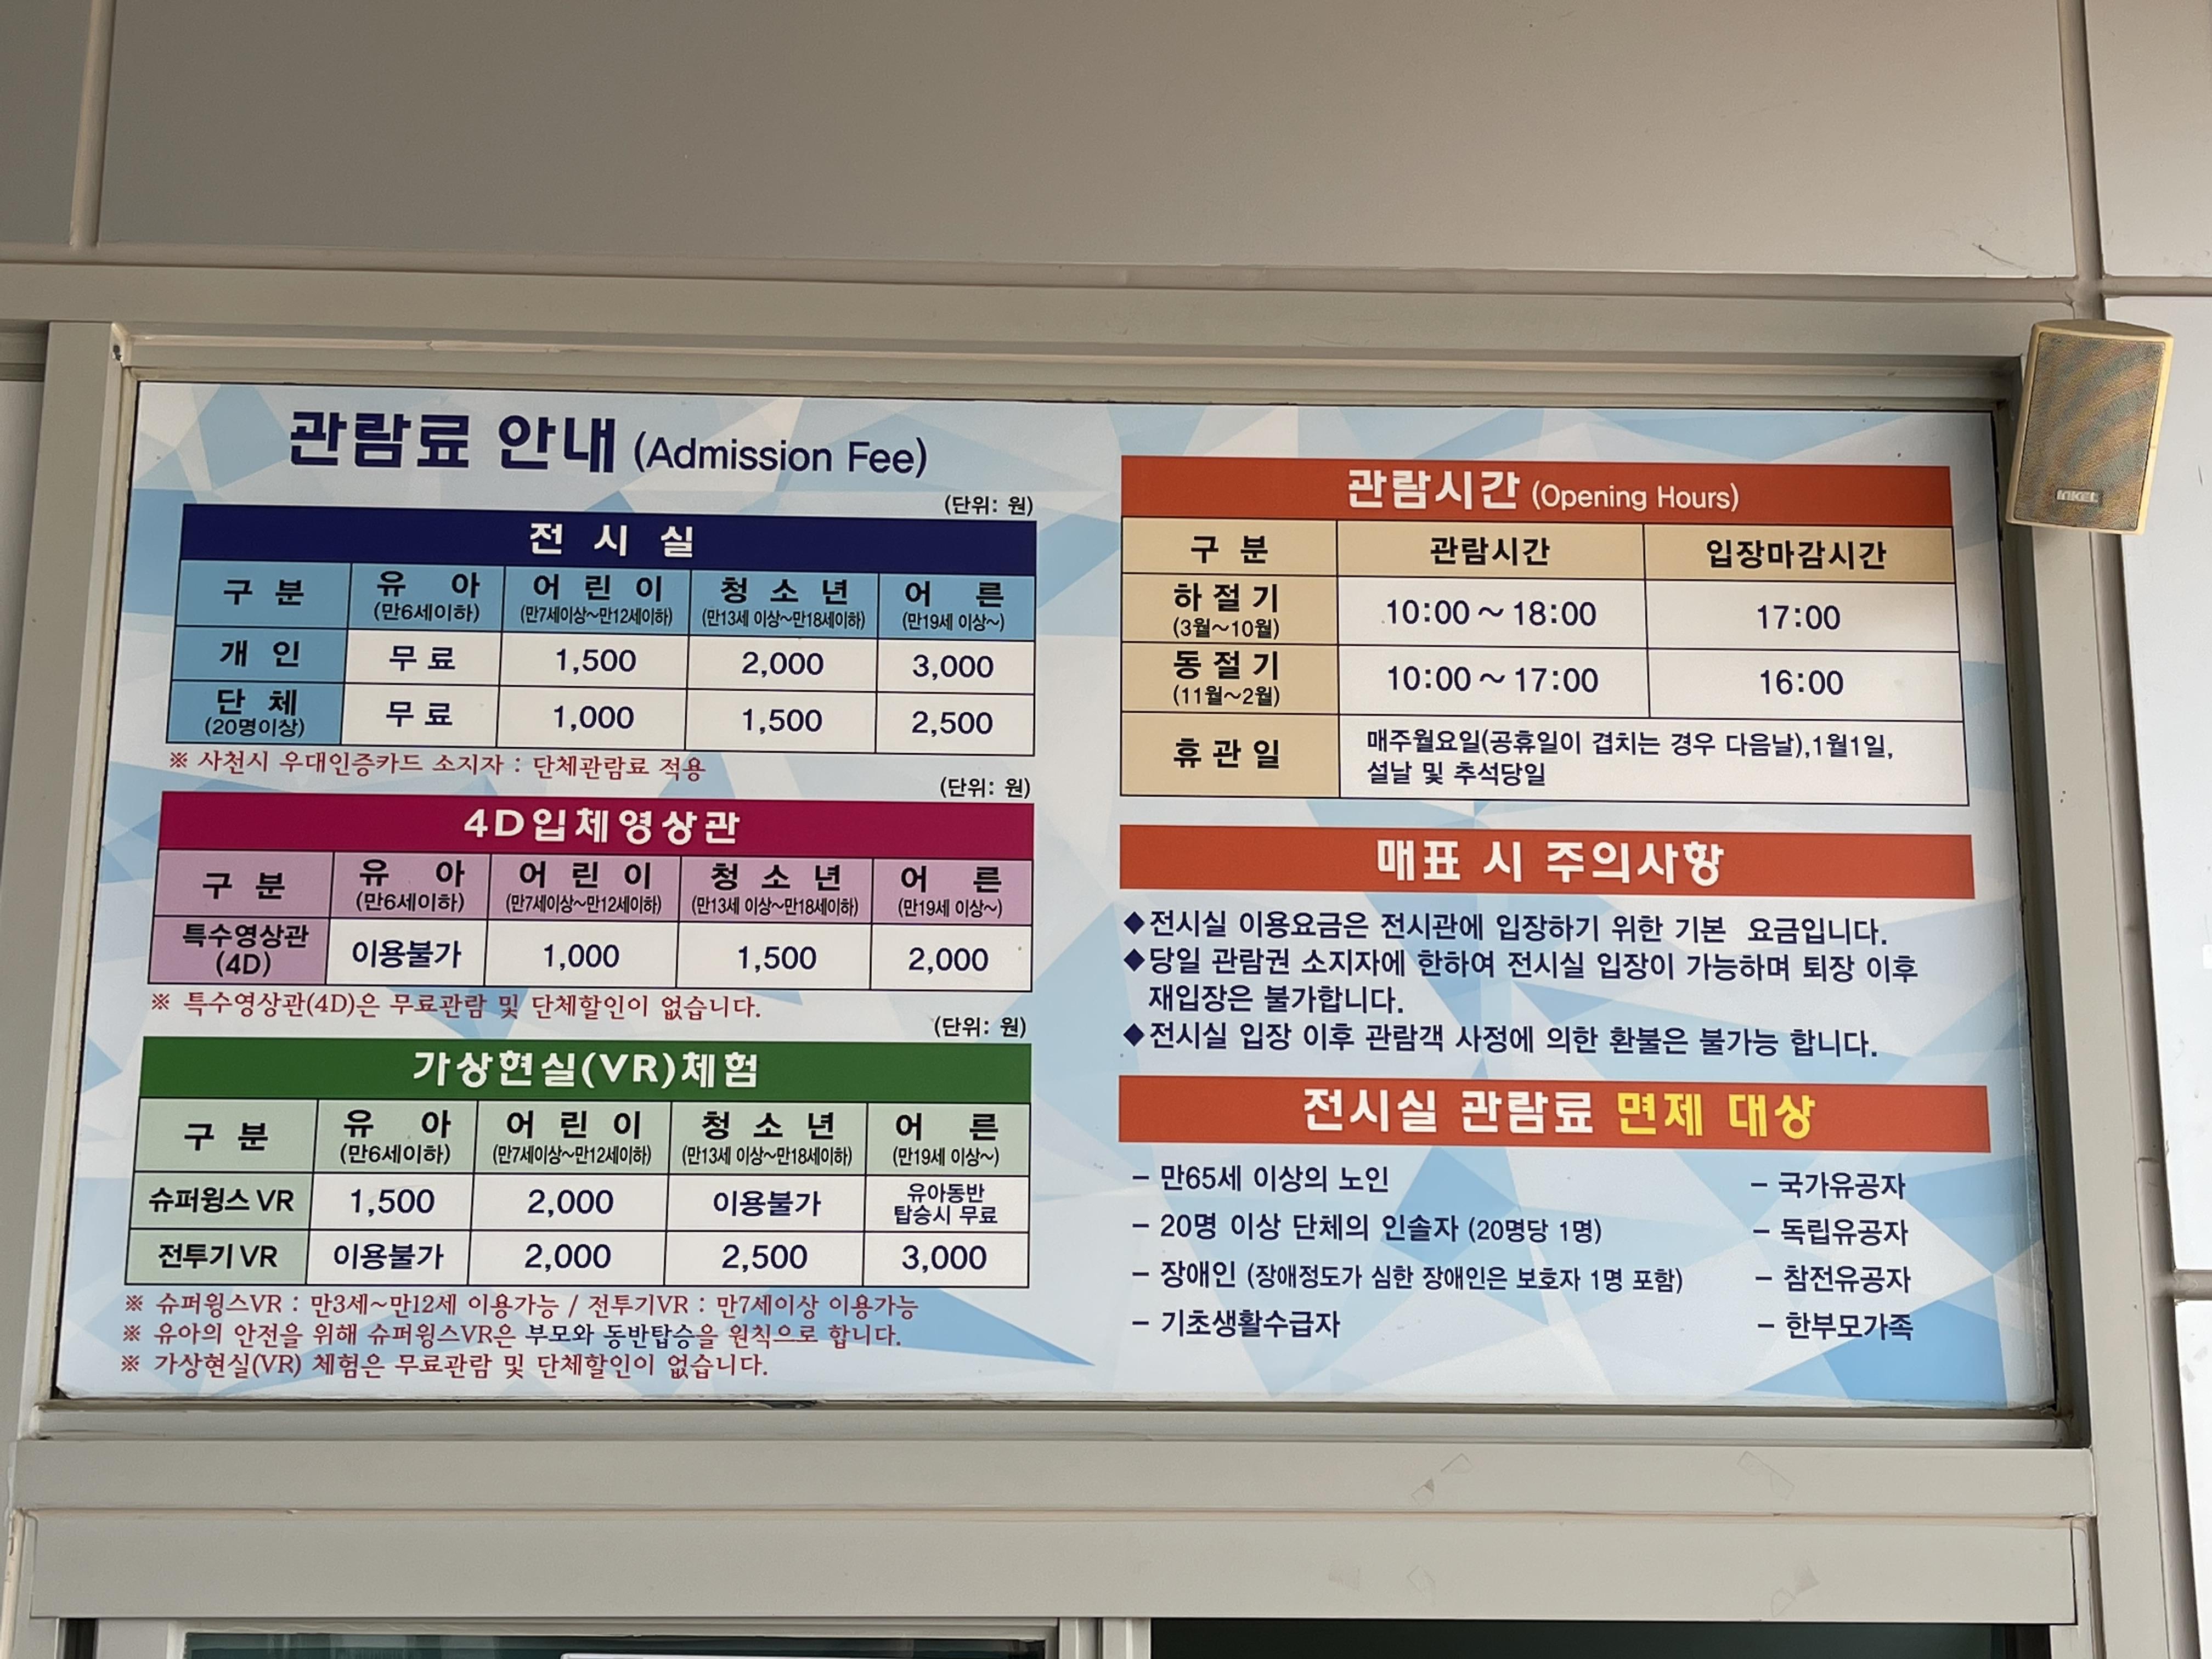 관람료 안내 (Admission Fee)
(단위: 원)
전 시 실
구 분 유 아 어 린 이 청 소 년 어 른
(만6세이하) (만7세이상~만12세이하) (만13세 이상~만18세이하) (만19세 이상~)
개 인 무 료 1,500 2,000 3,000
단 체 무 료 1,000 1,500 2,500
(20명이상)
※ 사천시 우대인증카드 소지자 : 단체관람료 적용
(단위: 원)
4D입체영상관
구 분 유 아 어 린 이 청 소 년 어 른
(만6세이하) (만7세이상~만12세이하) (만13세 이상~만18세이하) (만19세 이상~)
특수영상관 이용불가 1,000 1,500 2,000
(4D)
※ 특수영상관(4D)은 무료관람 및 단체할인이 없습니다.
(단위: 원)
가상현실(VR)체험
구 분 유 아 어 린 이 청 소 년 어 른
(만6세이하) (만7세이상~만12세이하) (만13세 이상~만18세이하) (만19세 이상~)
슈퍼윙스 VR 1,500 2,000 이용불가 유아동반
탑승시 무료
전투기 VR 이용불가 2,000 2,500 3,000
※ 슈퍼윙스VR : 만3세~만12세 이용가능 / 전투기VR : 만7세이상 이용가능
※ 유아의 안전을 위해 슈퍼윙스VR은 부모와 동반탑승을 원칙으로 합니다.
※ 가상현실(VR) 체험은 무료관람 및 단체할인이 없습니다.
관람시간 (Opening Hours)
구 분 관람시간 입장마감시간
하 절 기 10:00 ~ 18:00 17:00
(3월~10월)
동 절 기 10:00 ~ 17:00 16:00
(11월~2월)
휴 관 일 매주월요일(공휴일이 겹치는 경우 다음날),1월1일,
설날 및 추석당일
매표 시 주의사항
◆전시실 이용요금은 전시관에 입장하기 위한 기본 요금입니다.
◆당일 관람권 소지자에 한하여 전시실 입장이 가능하며 퇴장 이후
재입장은 불가합니다.
◆전시실 입장 이후 관람객 사정에 의한 환불은 불가능 합니다.
전시실 관람료 면제 대상
- 만65세 이상의 노인
- 20명 이상 단체의 인솔자 (20명당 1명)
- 장애인 (장애정도가 심한 장애인은 보호자 1명 포함)
- 기초생활수급자
- 국가유공자
- 독립유공자
- 참전유공자
- 한부모가족
INKEL